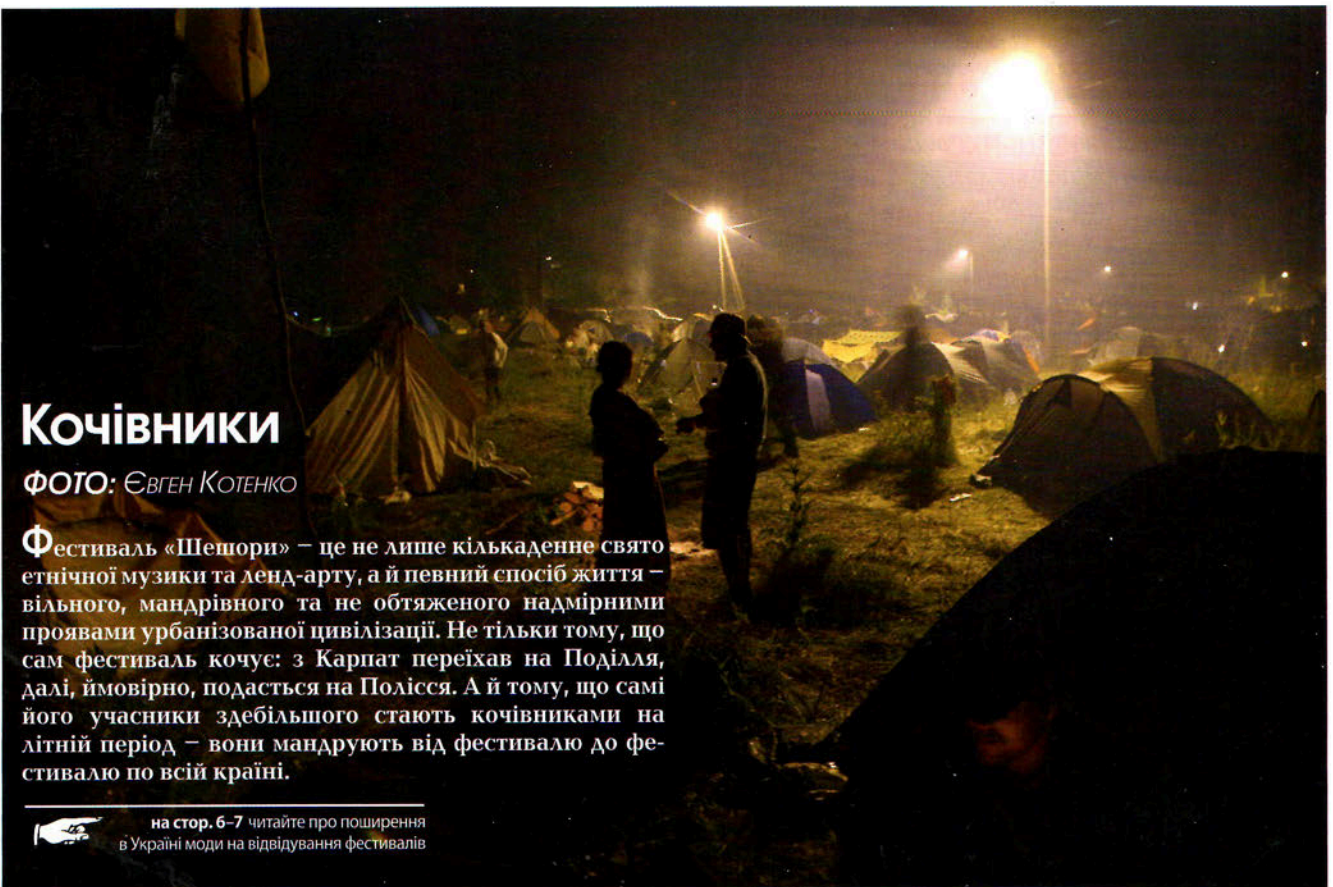 Кочівники
ФОТО: Євген Котенко
Фестиваль «Шешори» – це не лише кількаденне свято
етнічної музики та ленд-арту, а й певний спосіб життя –
вільного, мандрівного та не обтяженого надмірними
проявами урбанізованої цивілізації. Не тільки тому, що
сам фестиваль кочує: з Карпат переїхав на Поділля,
далі, ймовірно, подасться на Полісся. А й тому, що самі
його учасники здебільшого стають кочівниками на
літній період – вони мандрують від фестивалю до фе-
стивалю по всій країні.
на стор. 6–7 читайте про поширення
в Україні моди на відвідування фестивалів